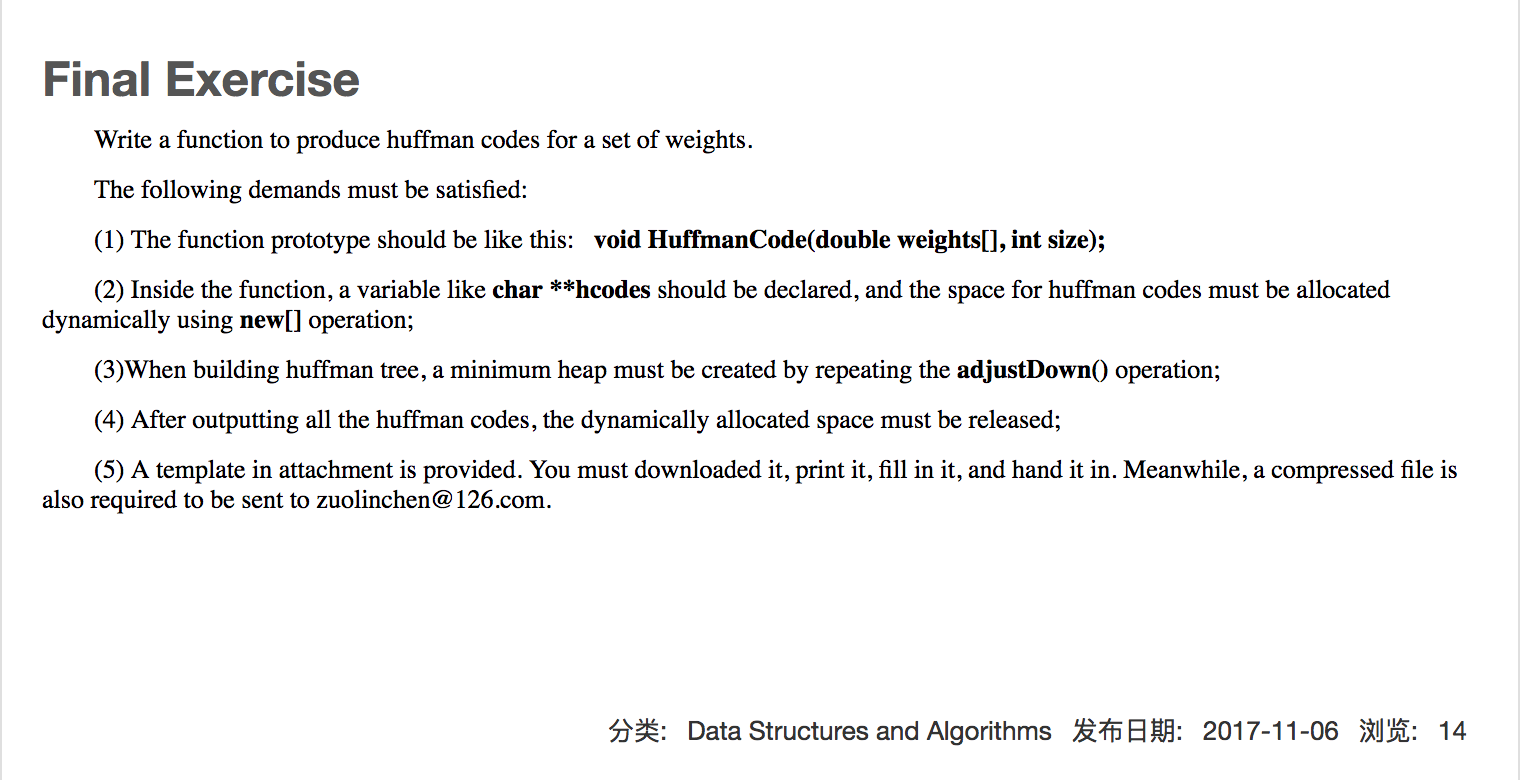 Final Exercise
Write a function to produce huffman codes for a set of weights.
The following demands must be satisfied:
(1) The function prototype should be like this:   void HuffmanCode(double weights[], int size);
(2) Inside the function, a variable like char **hcodes should be declared, and the space for huffman codes must be allocated
dynamically using new[] operation;
(3)When building huffman tree, a minimum heap must be created by repeating the adjustDown() operation;
(4) After outputting all the huffman codes, the dynamically allocated space must be released;
(5) A template in attachment is provided. You must downloaded it, print it, fill in it, and hand it in. Meanwhile, a compressed file is
also required to be sent to zuolinchen@126.com.
分类: Data Structures and Algorithms 发布日期: 2017-11-06 浏览: 14